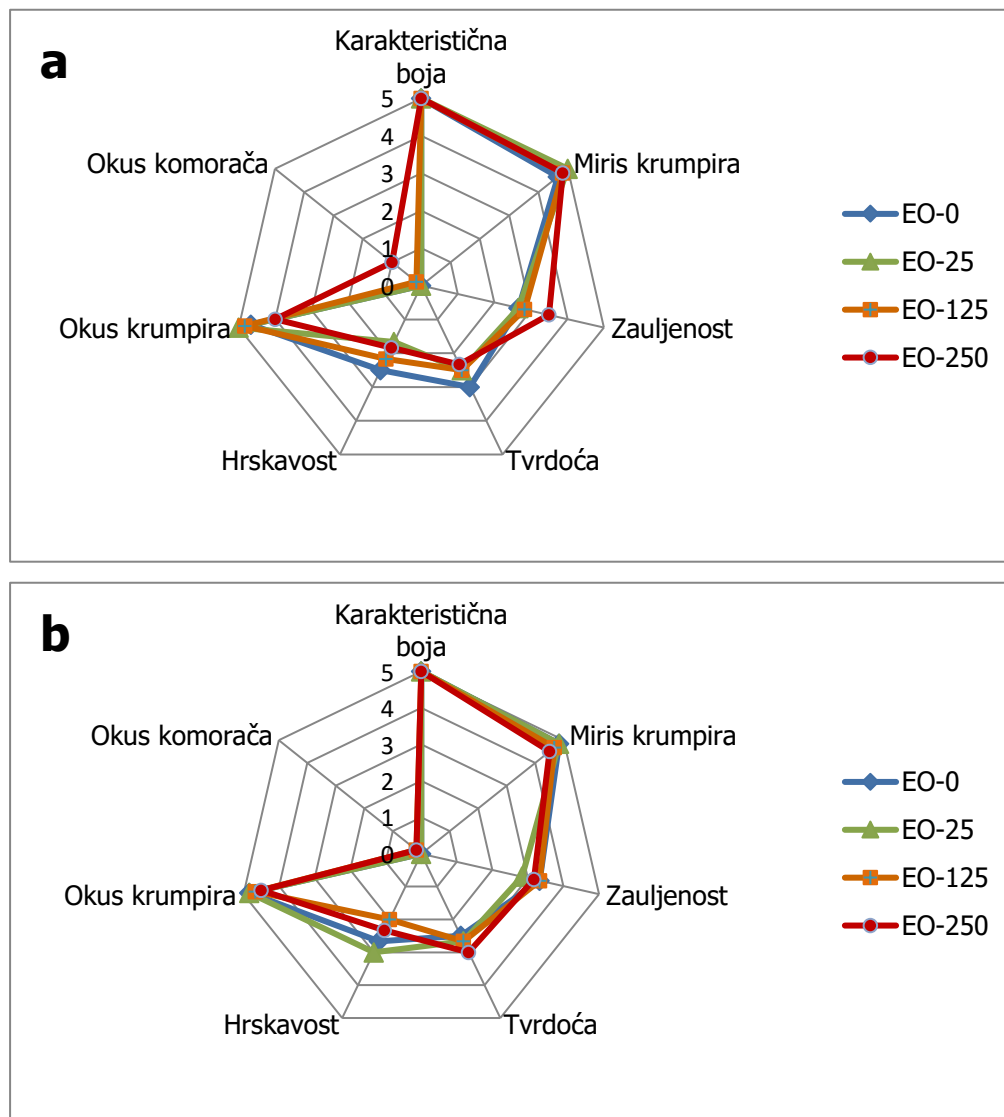 a
Karakteristična
boja
5
4
3
2
1
0
Miris krumpira
Zauljenost
Tvrdoća
Hrskavost
Okus krumpira
Okus komorača
EO-0
EO-25
EO-125
EO-250
b
Karakteristična
boja
5
4
3
2
1
0
Miris krumpira
Zauljenost
Tvrdoća
Hrskavost
Okus krumpira
Okus komorača
EO-0
EO-25
EO-125
EO-250